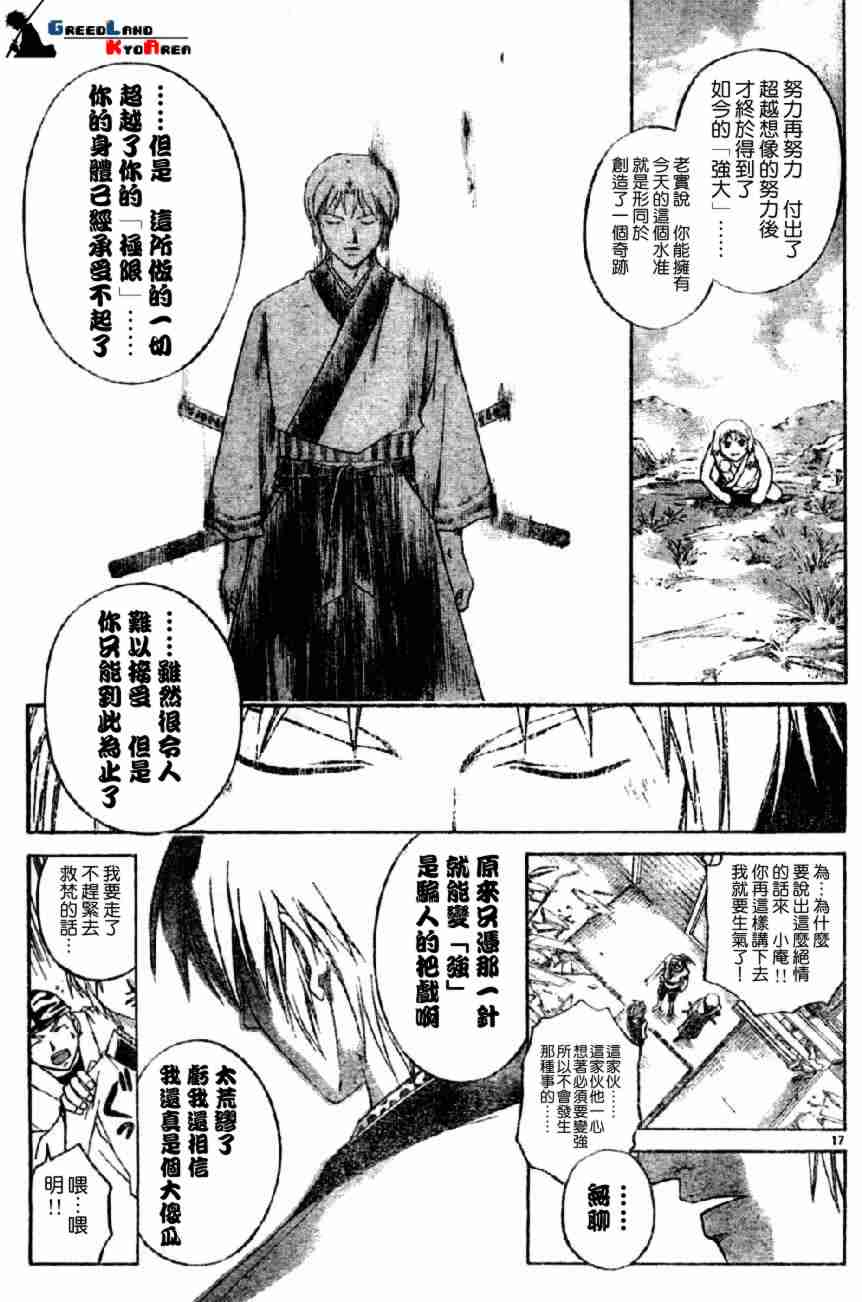 GREEDLAND
KYOAREA
努力再努力 付出了
超越想像的努力後
才終於得到了
如今的「強大」……
老實說 你能擁有
今天的這個水准
就是形同於
創造了一個奇跡
……但是 這所做的一切
超越了你的「極限」……
你的身體已經承受不起了
……雖然很令人
難以接受 但是
你只能到此為止了
為…為什麼
要說出這麼絕情
的話來 小庵!!
你再這樣講下去
我就要生氣了!
這家伙……
這家伙他一心
想著必須要變強
所以不會發生
那種事的……
17
……
無聊
原來只憑那一針
就能變「強」
是騙人的把戲啊
太荒謬了
虧我還相信
我還真是個大傻瓜
我要走了
不趕緊去
救梵的話…
喂…喂
明!!